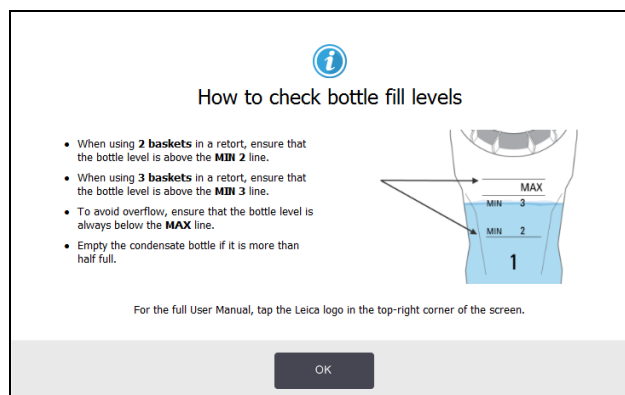 How to check bottle fill levels
• When using 2 baskets in a retort, ensure that
the bottle level is above the MIN 2 line.
• When using 3 baskets in a retort, ensure that
the bottle level is above the MIN 3 line.
• To avoid overflow, ensure that the bottle level is
always below the MAX line.
• Empty the condensate bottle if it is more than
half full.
MAX
MIN 3
MIN 2
1
For the full User Manual, tap the Leica logo in the top-right corner of the screen.
OK